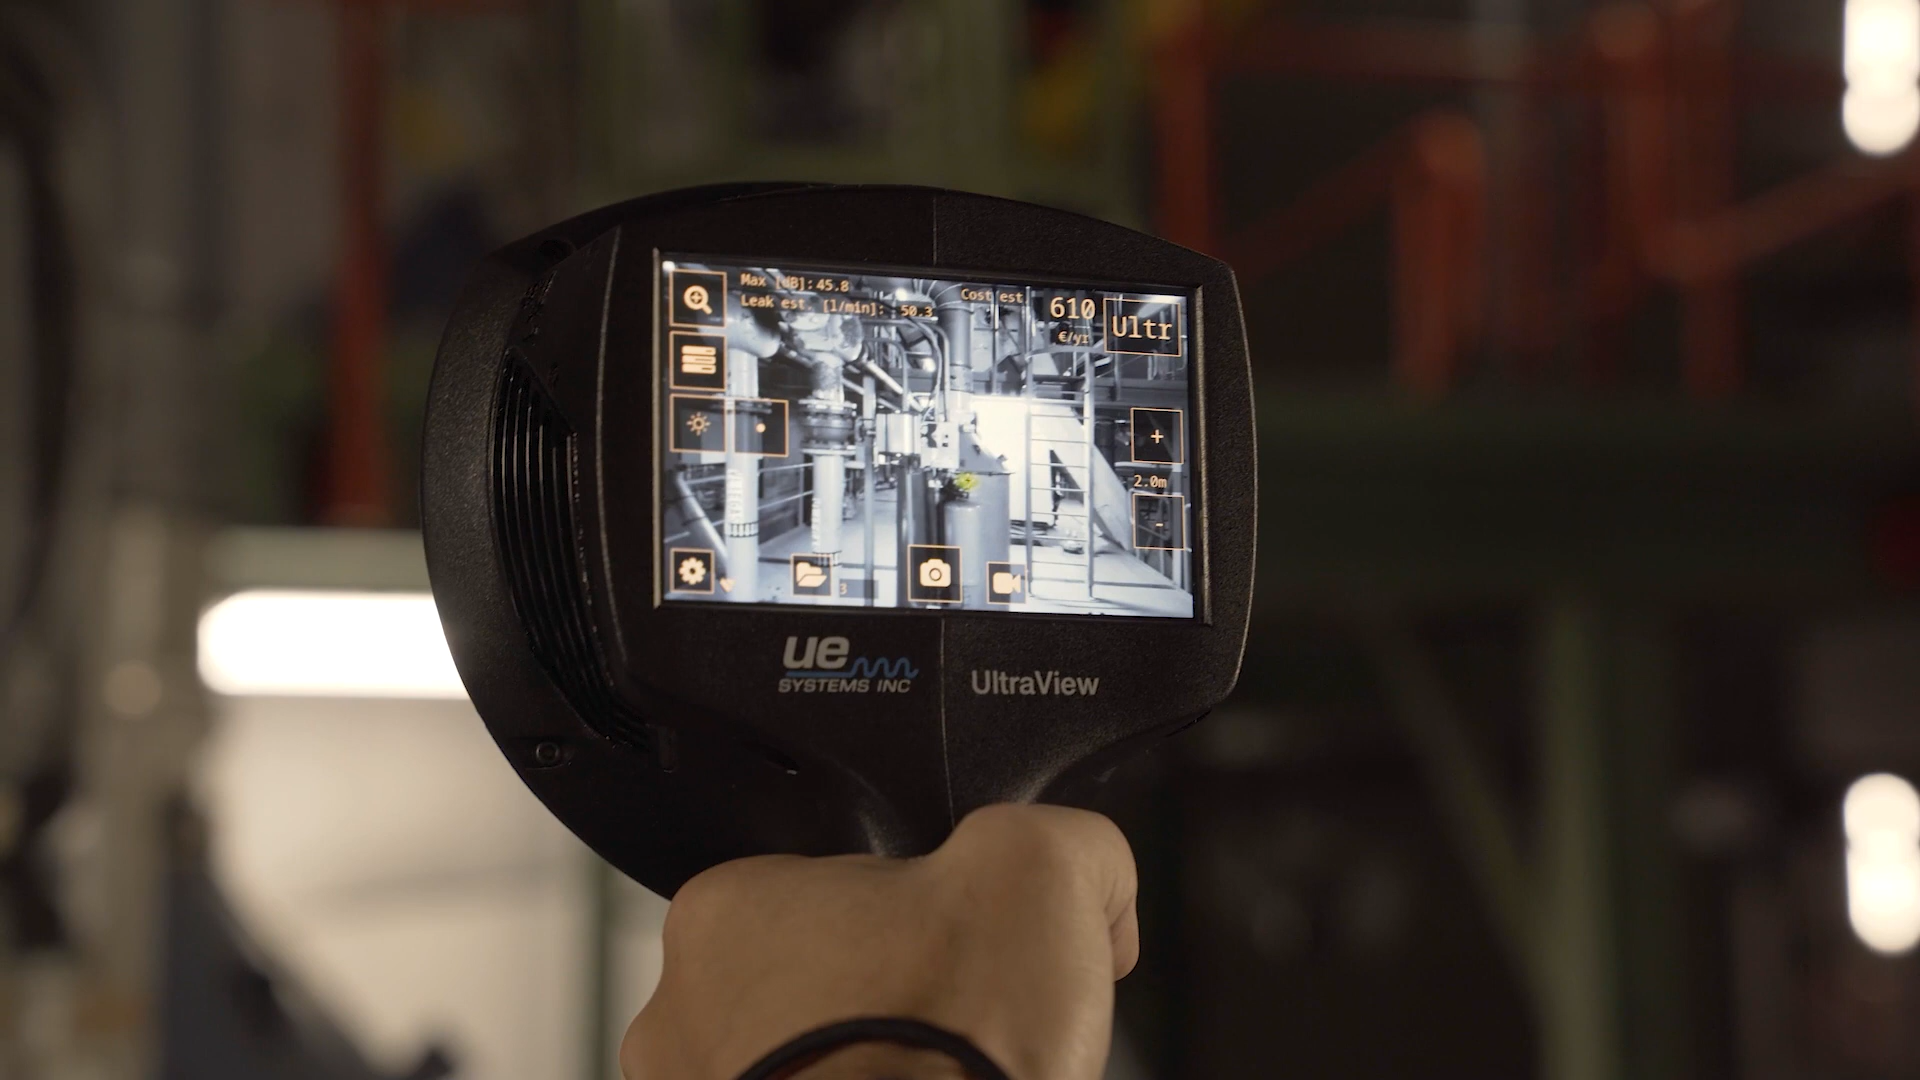 Max [dB]: 45.8
Leak est. [l/min]: 50.3
Cost est
610
€/yr
Ultr
+
2.0m
-
3
ue
SYSTEMS INC
UltraView